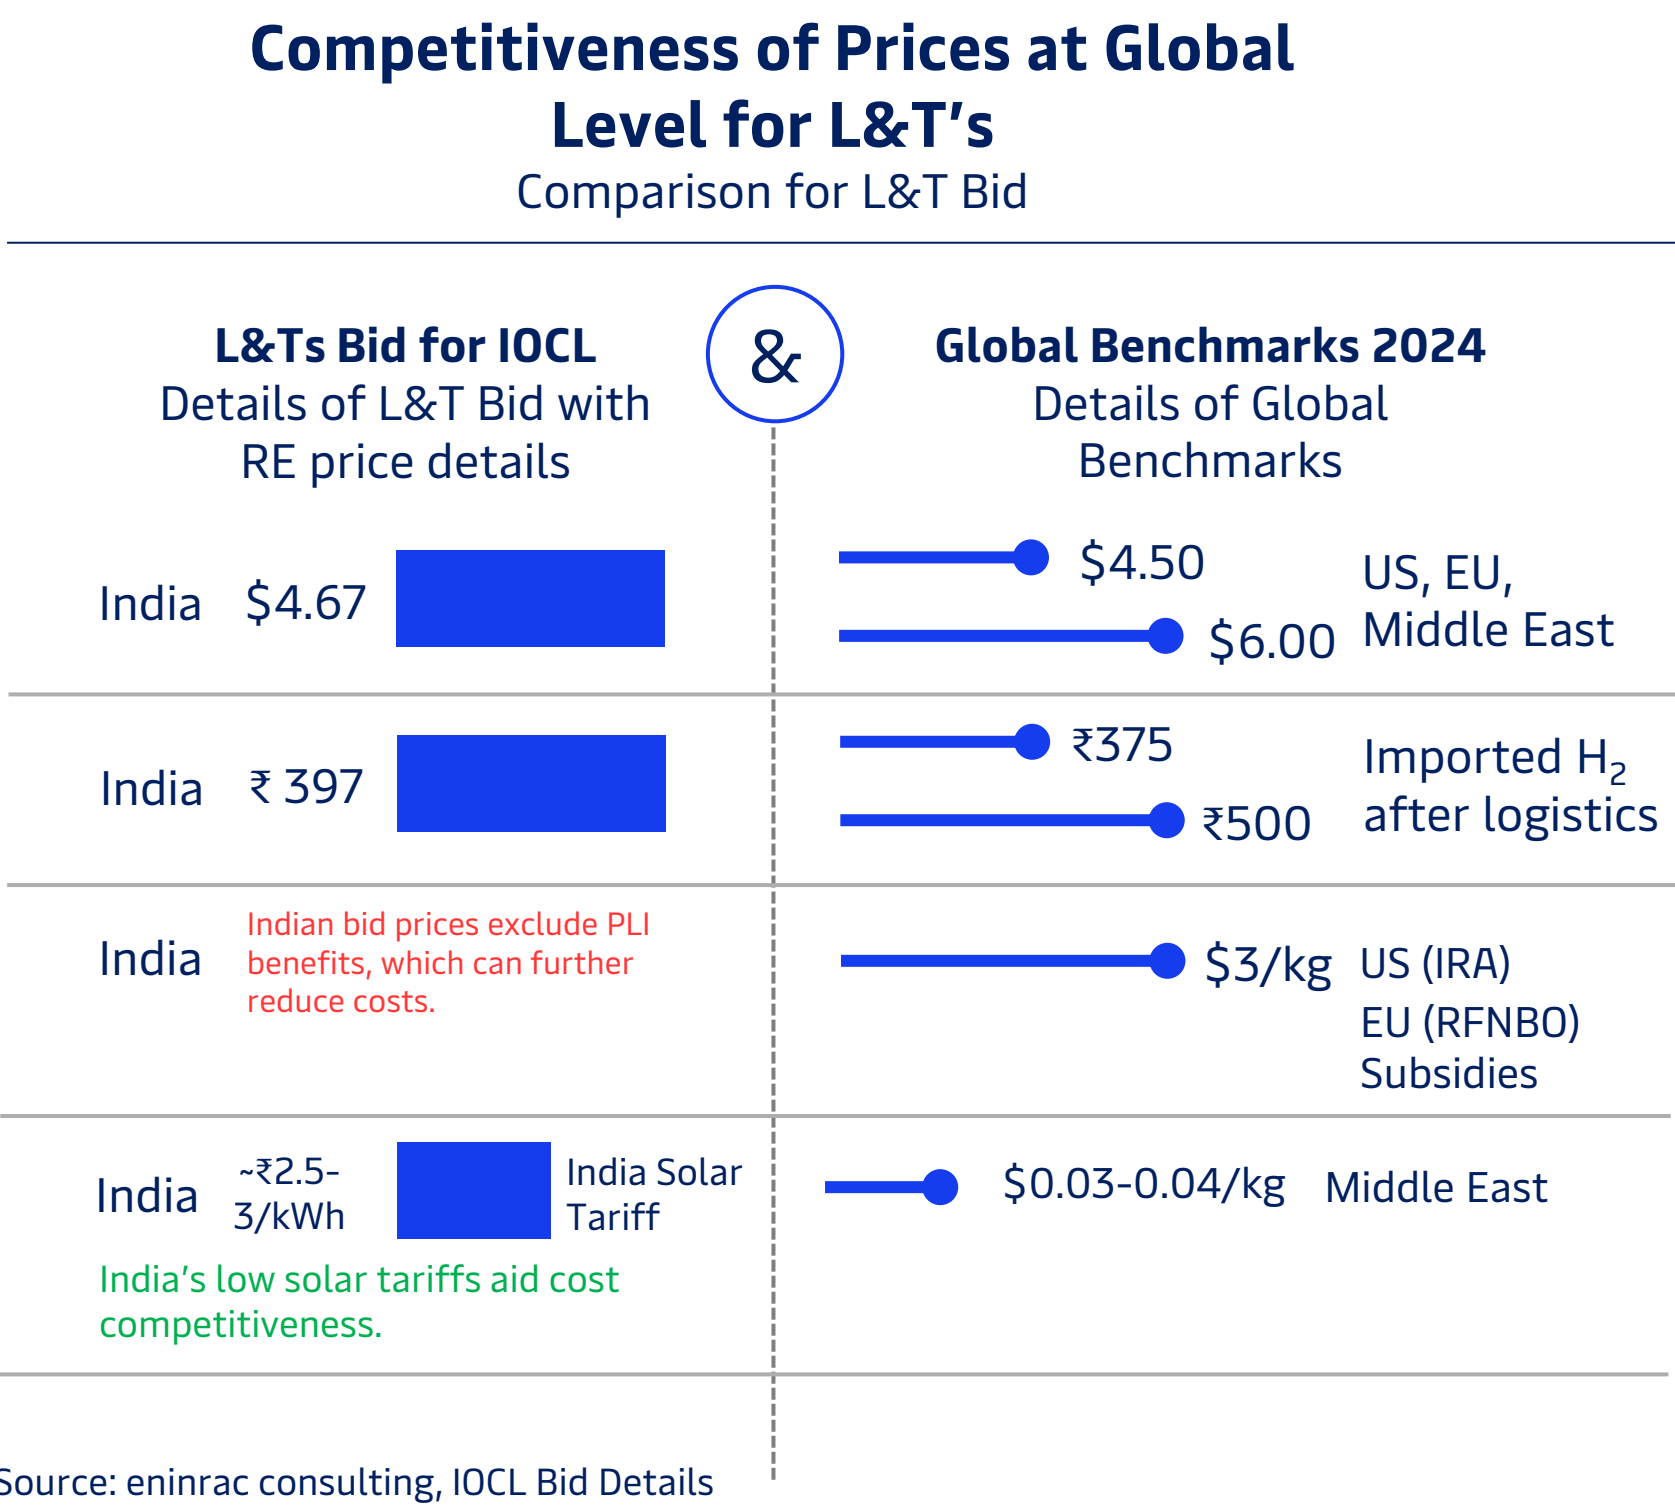 Competitiveness of Prices at Global
Level for L&T’s
Comparison for L&T Bid
&
L&Ts Bid for IOCL
Details of L&T Bid with
RE price details
Global Benchmarks 2024
Details of Global
Benchmarks
India $4.67
$4.50
$6.00
US, EU,
Middle East
India ₹ 397
₹375
₹500
Imported H₂
after logistics
India
Indian bid prices exclude PLI
benefits, which can further
reduce costs.
$3/kg US (IRA)
EU (RFNBO)
Subsidies
India
~₹2.5-
3/kWh
India Solar
Tariff
$0.03-0.04/kg Middle East
India’s low solar tariffs aid cost
competitiveness.
Source: eninrac consulting, IOCL Bid Details